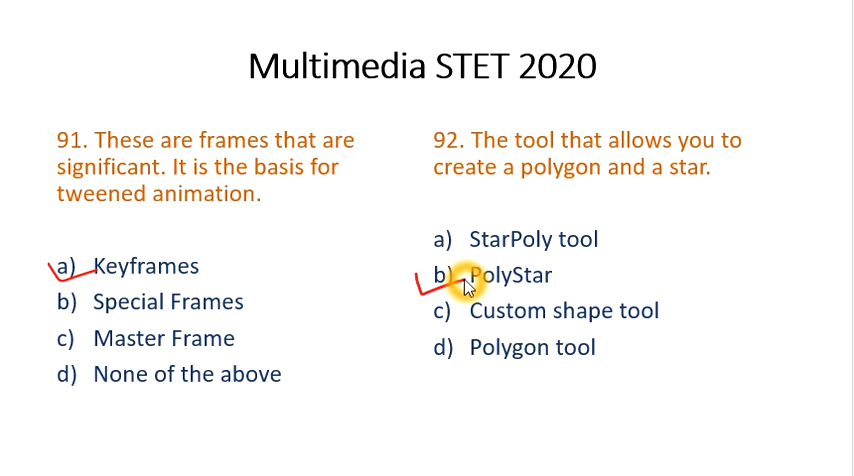 Multimedia STET 2020
91. These are frames that are
significant. It is the basis for
tweened animation.
a) Keyframes
b) Special Frames
c) Master Frame
d) None of the above
92. The tool that allows you to
create a polygon and a star.
a) StarPoly tool
b) PolyStar
c) Custom shape tool
d) Polygon tool